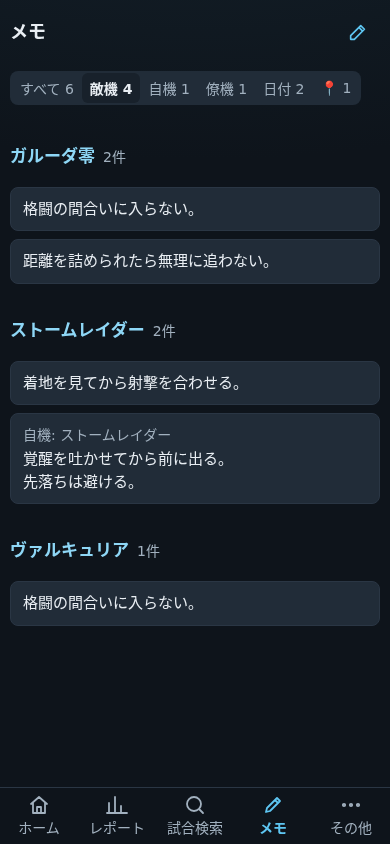 メモ
すべて 6 敵機 4 自機 1 僚機 1 日付 2 📍 1
ガルーダ零 2件
格闘の間合いに入らない。
距離を詰められたら無理に追わない。
ストームレイダー 2件
着地を見てから射撃を合わせる。
自機: ストームレイダー
覚醒を吐かせてから前に出る。
先落ちは避ける。
ヴァルキュリア 1件
格闘の間合いに入らない。
ホーム レポート 試合検索 メモ その他